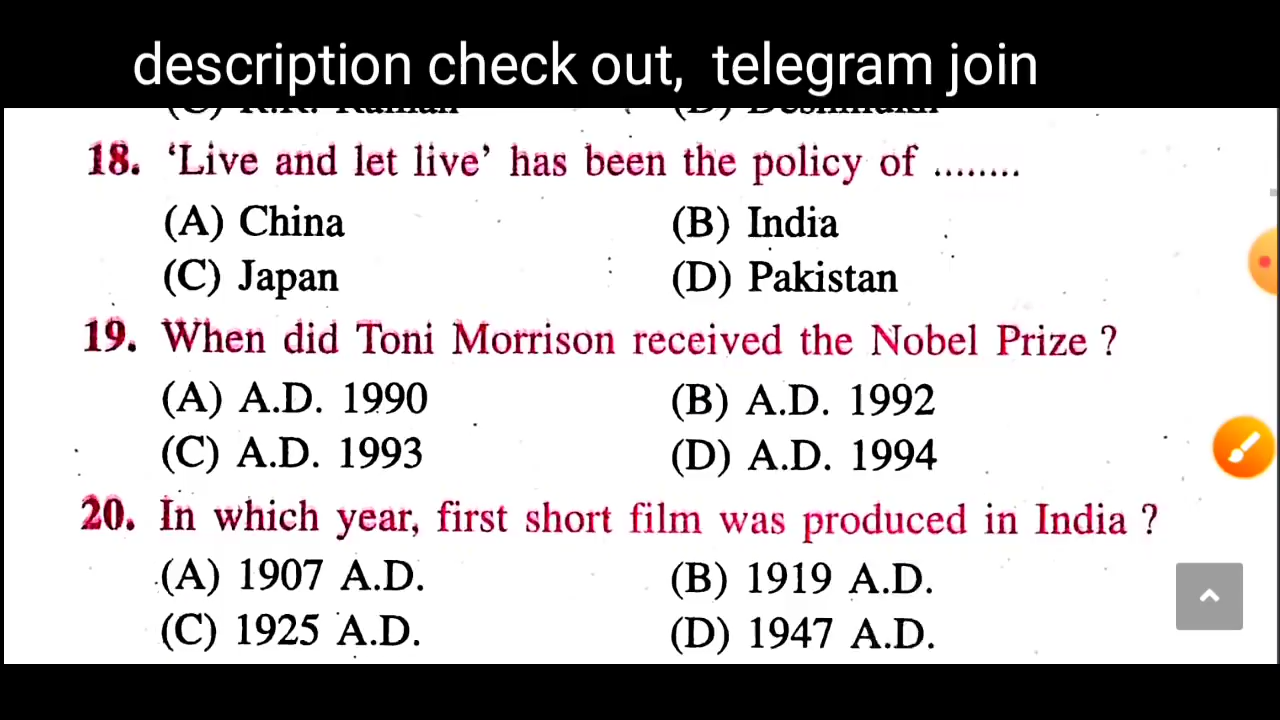 description check out, telegram join
18. ‘Live and let live’ has been the policy of ........
(A) China (B) India
(C) Japan (D) Pakistan
19. When did Toni Morrison received the Nobel Prize ?
(A) A.D. 1990 (B) A.D. 1992
(C) A.D. 1993 (D) A.D. 1994
20. In which year, first short film was produced in India ?
(A) 1907 A.D. (B) 1919 A.D.
(C) 1925 A.D. (D) 1947 A.D.